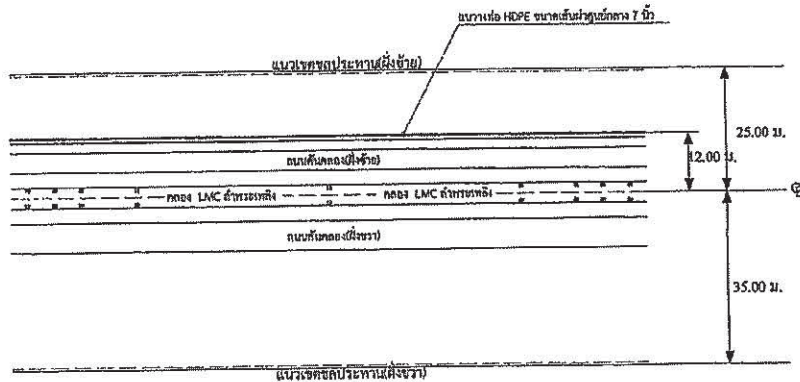 แนววางท่อ HDPE ขนาดเส้นผ่าศูนย์กลาง 7 นิ้ว
แนวเขตชลประทาน(ฝั่งซ้าย)
25.00 ม.
12.00 ม.
ถนนคันคลอง(ฝั่งซ้าย)
คลอง LMC ลำพระเพลิง
คลอง LMC ลำพระเพลิง
ถนนคันคลอง(ฝั่งขวา)
35.00 ม.
แนวเขตชลประทาน(ฝั่งขวา)